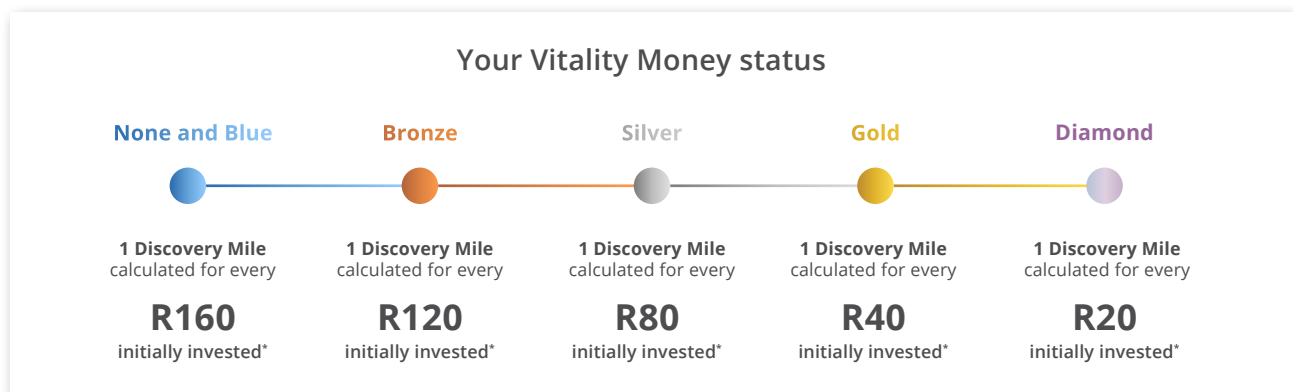 Your Vitality Money status
None and Blue
Bronze
Silver
Gold
Diamond
1 Discovery Mile
calculated for every
R160
initially invested*
1 Discovery Mile
calculated for every
R120
initially invested*
1 Discovery Mile
calculated for every
R80
initially invested*
1 Discovery Mile
calculated for every
R40
initially invested*
1 Discovery Mile
calculated for every
R20
initially invested*